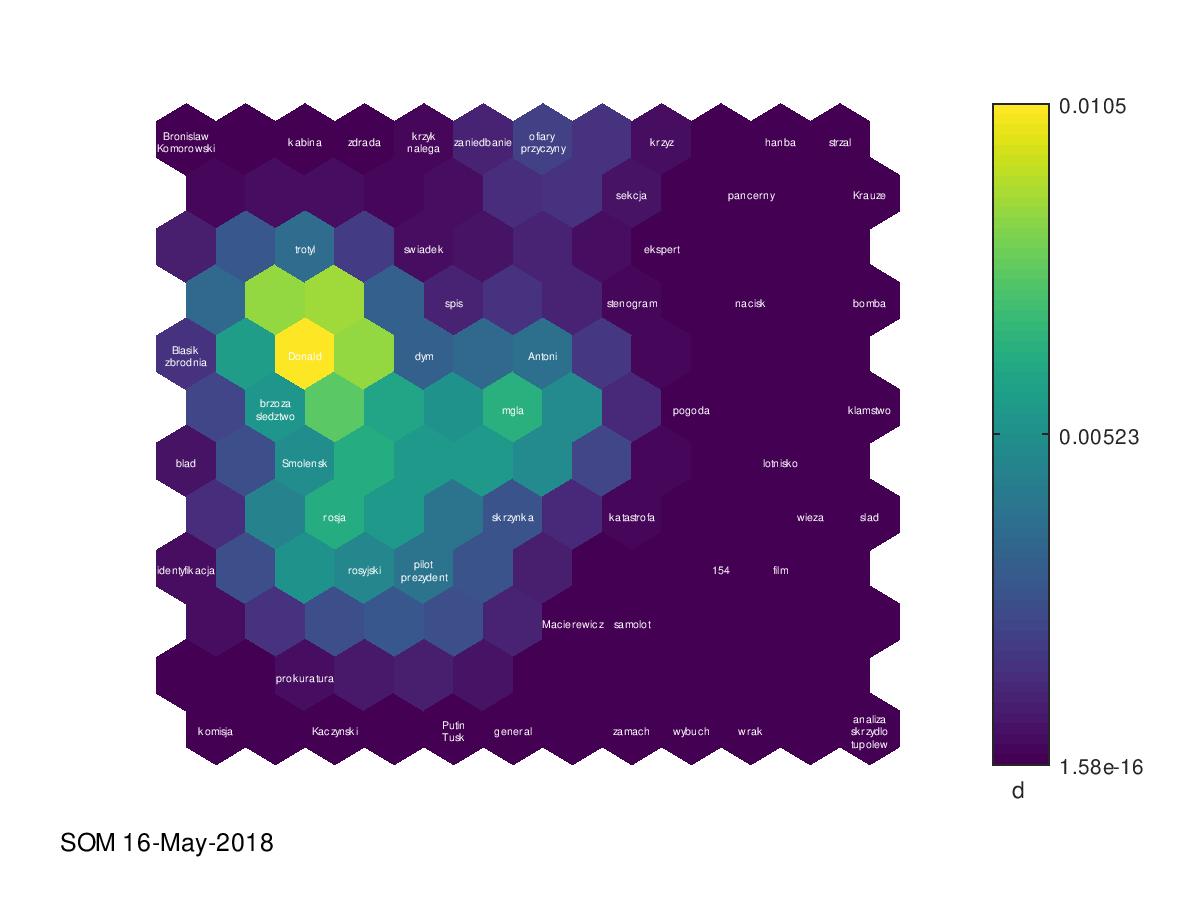 0.0105
Bronislaw
Komorowski
kabina
zdrada
krzyk
nalega
zaniedbanie
ofiary
przyczyny
krzyz
hanba
strzal
sekcja
pancerny
Krauze
trotyl
swiadek
ekspert
spis
stenogram
nacisk
bomba
Blasik
zbrodnia
Donald
dym
Antoni
brzoza
sledztwo
mgla
pogoda
klamstwo
0.00523
blad
Smolensk
lotnisko
rosja
skrzynka
katastrofa
wieza
slad
identyfikacja
rosyjski
pilot
prezydent
154
film
Macierewicz
samolot
prokuratura
komisja
Kaczynski
Putin
Tusk
general
zamach
wybuch
wrak
analiza
skrzydlo
tupolew
1.58e-16
d
SOM 16-May-2018